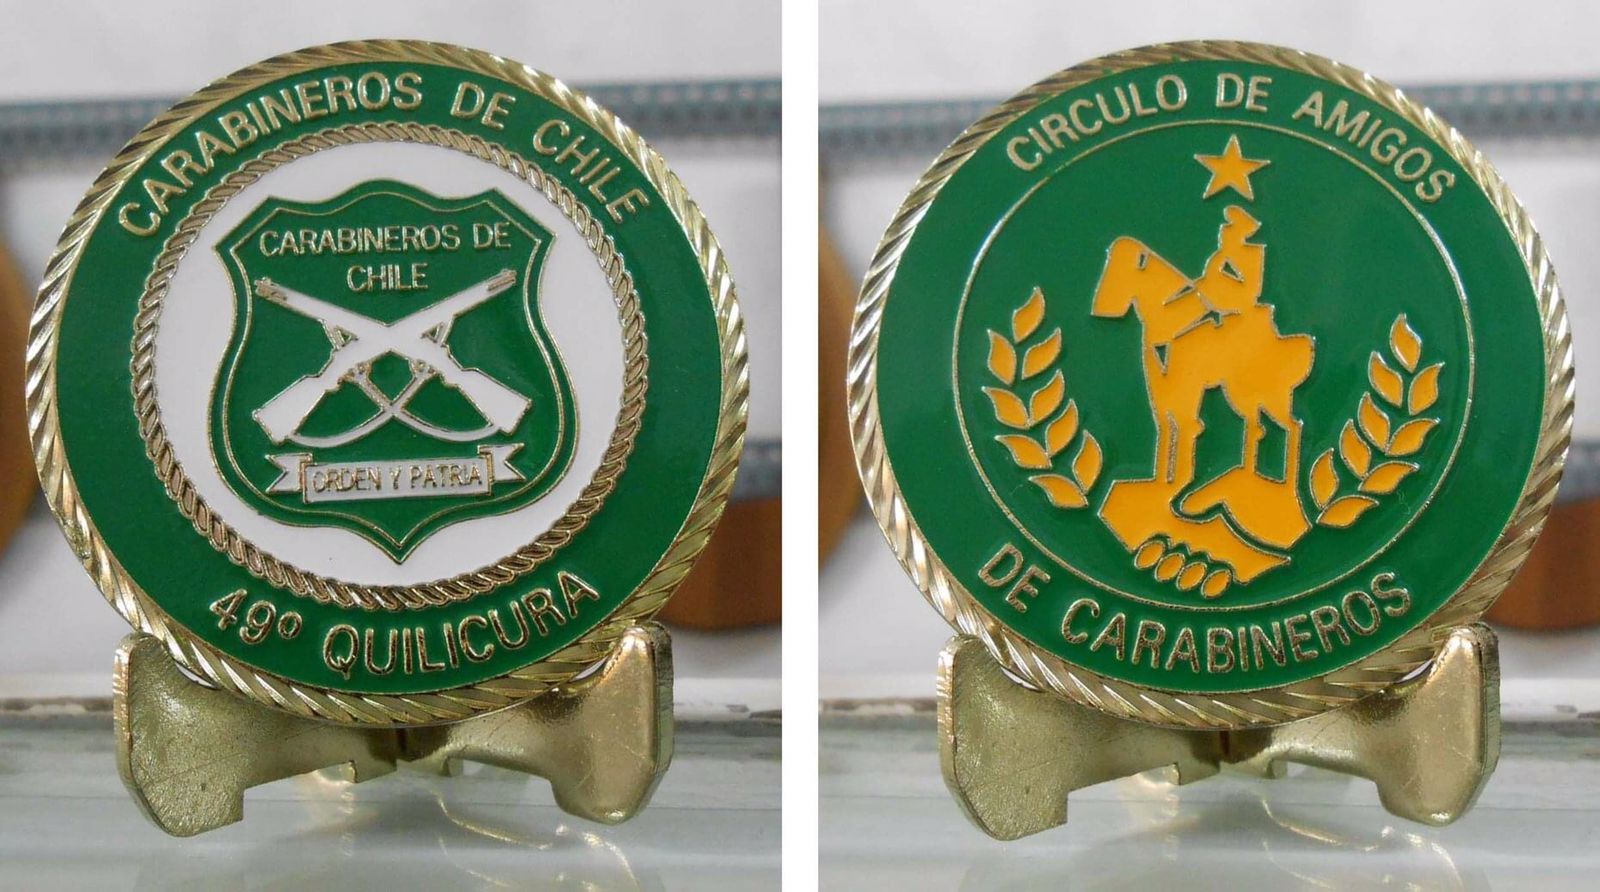 CARABINEROS DE CHILE
CARABINEROS DE
CHILE
ORDEN Y PATRIA
49º QUILICURA
CIRCULO DE AMIGOS
DE CARABINEROS